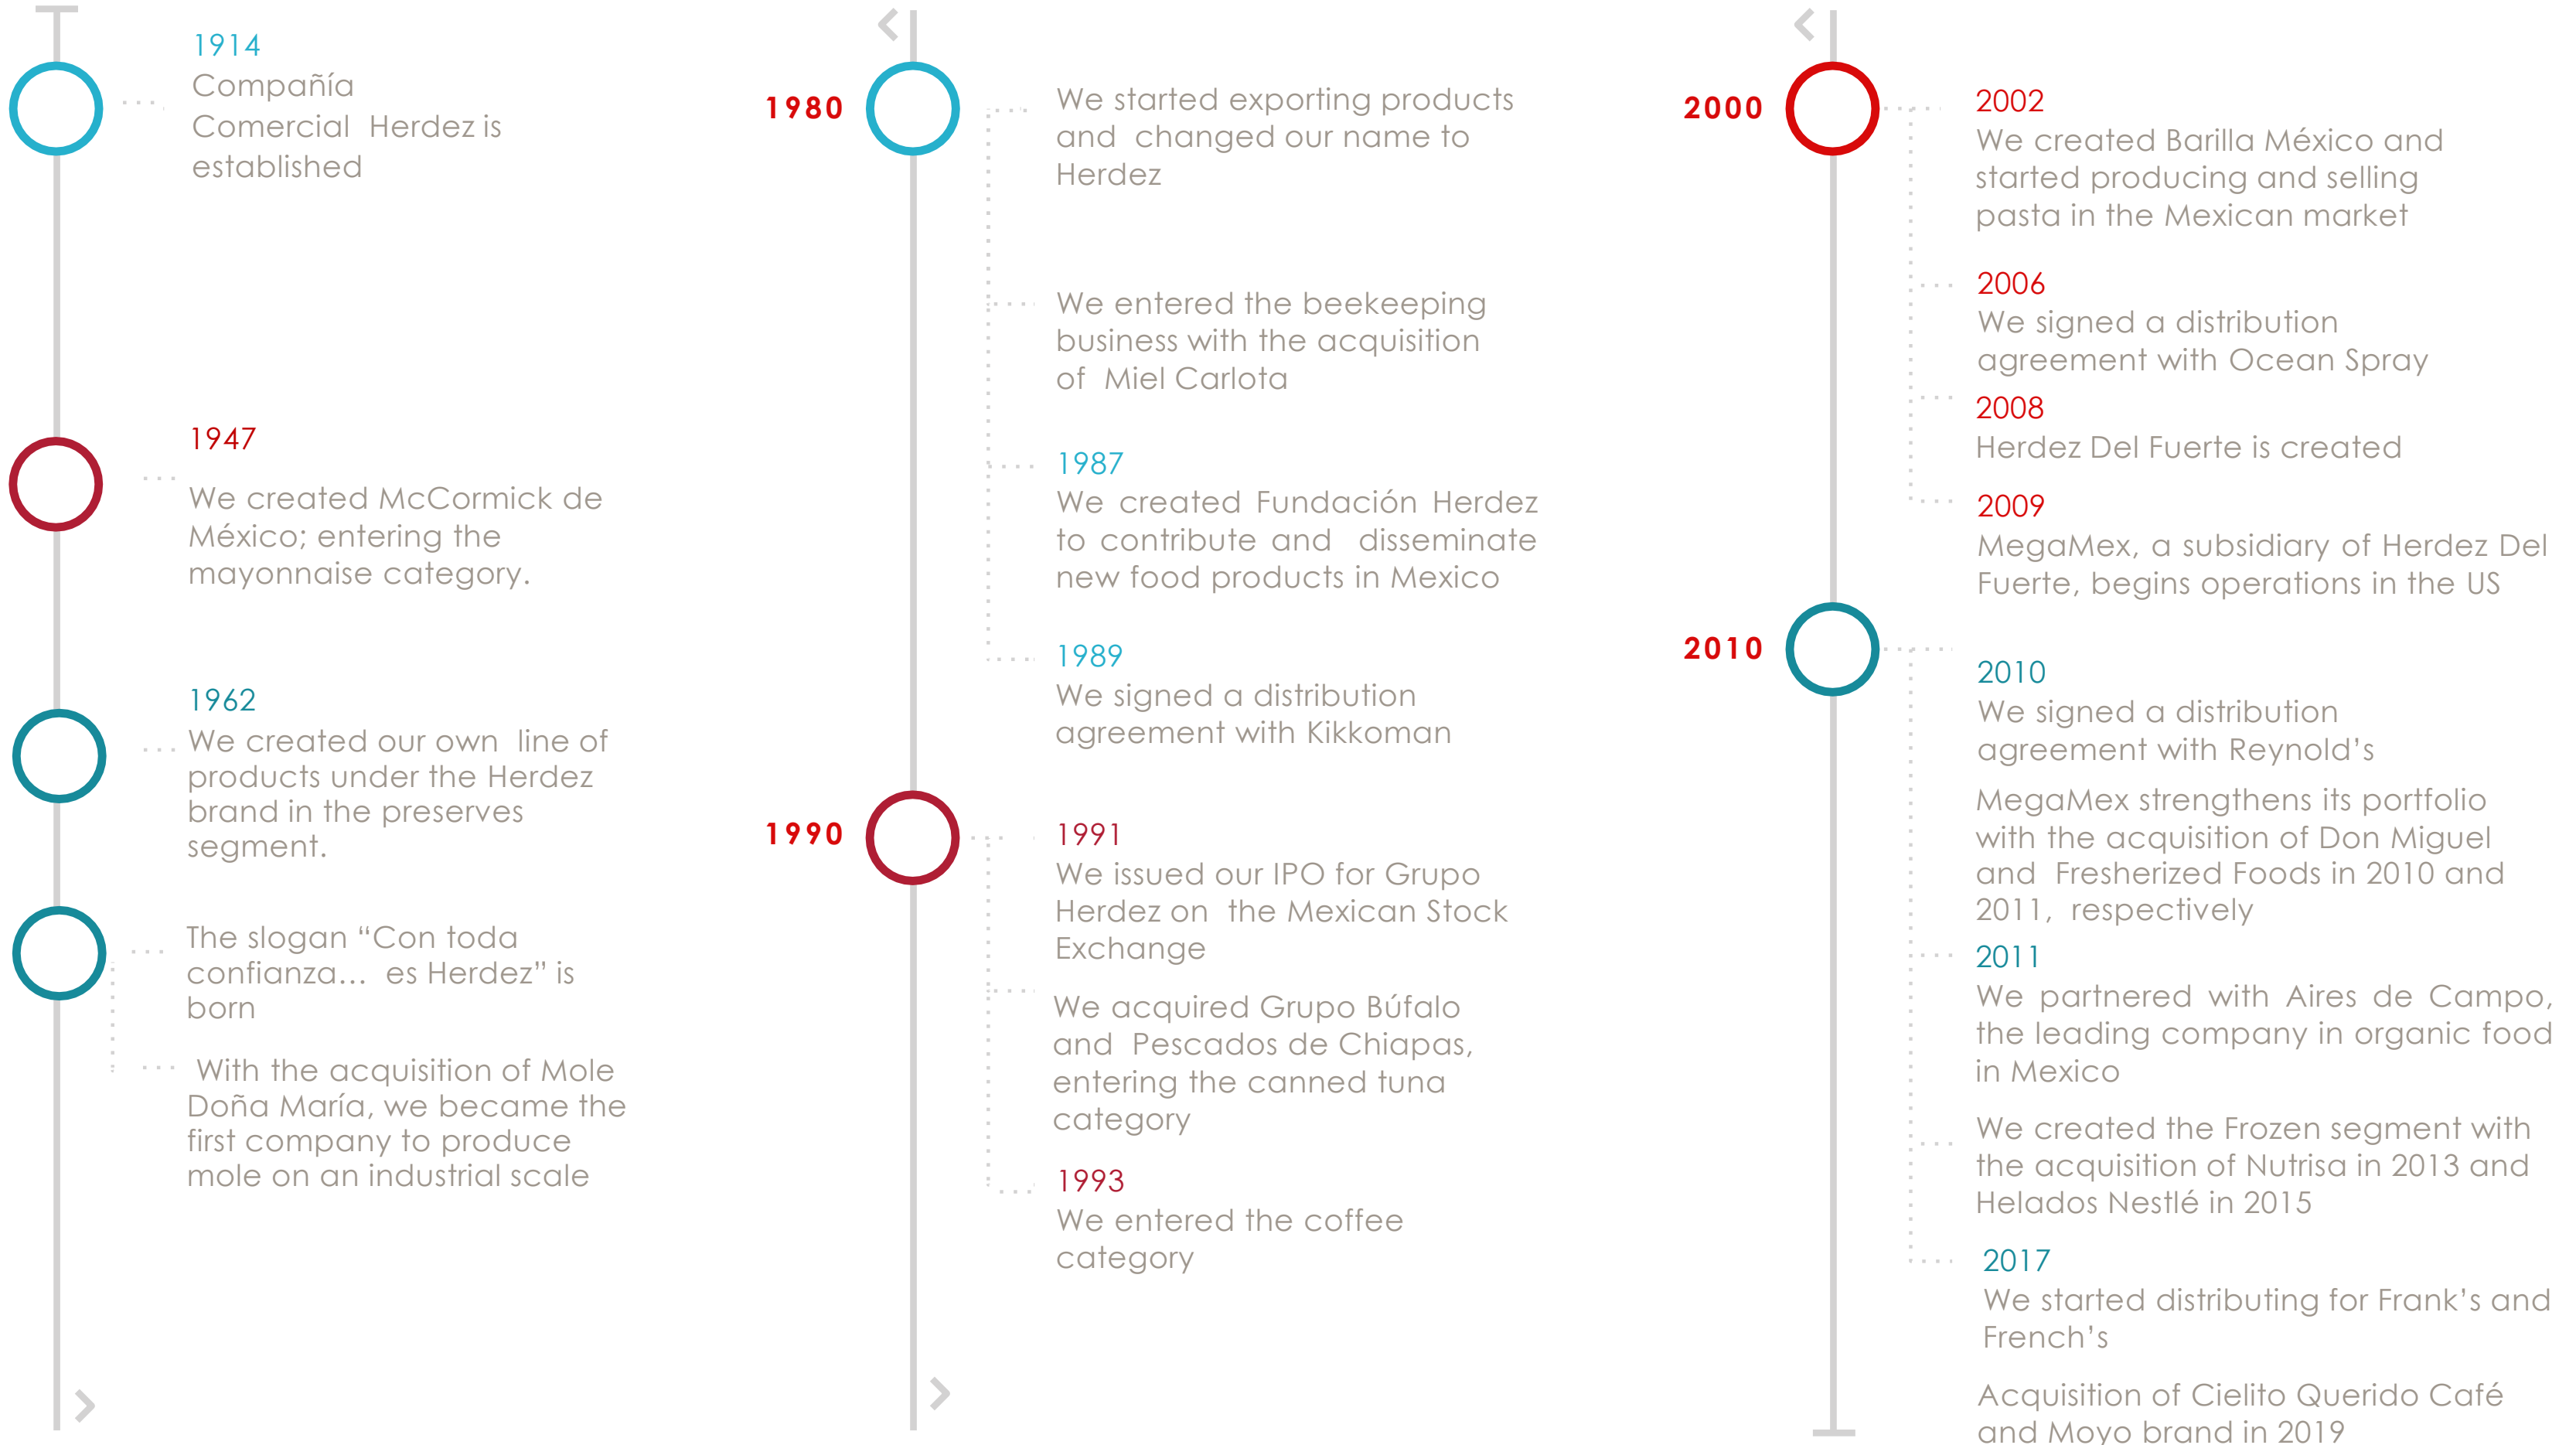 1914
Compañía
Comercial Herdez is
established
1947
We created McCormick de
México; entering the
mayonnaise category.
1962
We created our own line of
products under the Herdez
brand in the preserves
segment.
The slogan “Con toda
confianza… es Herdez” is
born
With the acquisition of Mole
Doña María, we became the
first company to produce
mole on an industrial scale
1980
We started exporting products
and changed our name to
Herdez
We entered the beekeeping
business with the acquisition
of Miel Carlota
1987
We created Fundación Herdez
to contribute and disseminate
new food products in Mexico
1989
We signed a distribution
agreement with Kikkoman
1990
1991
We issued our IPO for Grupo
Herdez on the Mexican Stock
Exchange
We acquired Grupo Búfalo
and Pescados de Chiapas,
entering the canned tuna
category
1993
We entered the coffee
category
2000
2002
We created Barilla México and
started producing and selling
pasta in the Mexican market
2006
We signed a distribution
agreement with Ocean Spray
2008
Herdez Del Fuerte is created
2009
MegaMex, a subsidiary of Herdez Del
Fuerte, begins operations in the US
2010
2010
We signed a distribution
agreement with Reynold’s
MegaMex strengthens its portfolio
with the acquisition of Don Miguel
and Fresherized Foods in 2010 and
2011, respectively
2011
We partnered with Aires de Campo,
the leading company in organic food
in Mexico
We created the Frozen segment with
the acquisition of Nutrisa in 2013 and
Helados Nestlé in 2015
2017
We started distributing for Frank’s and
French’s
Acquisition of Cielito Querido Café
and Moyo brand in 2019